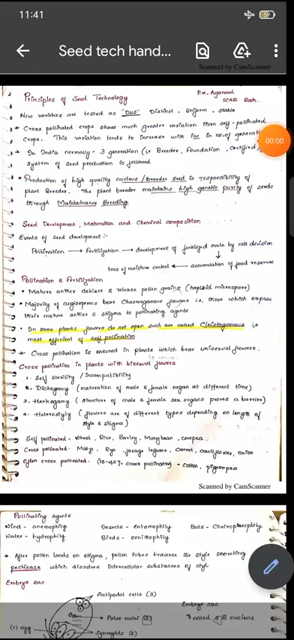 11:41
Seed tech hand...
Scanned by CamScanner
00:00
Principles of Seed Technology
P.K. Agarwal
ICAR Book
New varieties are tested as "DUS" Distinct, Uniform, Stable
Cross pollinated crops shows much greater variation than self-pollinated
crops. This variation tends to increase with inc in no. of generation
In India normally - 3 generation Breeder, Foundation, Certified
system of seed production is followed
Production of high quality nucleus/breeder seed is responsibility of
plant Breeder. The plant breeder maintains high genetic purity of seeds
through Maintenance Breeding
Seed Development, Maturation and Chemical composition
Events of seed development:-
Pollination → Fertilization → development of fertilized ovule by cell division
loss of moisture content ← accumulation of food reserves
Pollination & Fertilization
Mature anther dehisce & release pollen grains (haploid microspore)
Majority of angiosperms bear Chasmogamous flowers i.e, those which expose
their mature anther & stigma to pollinating agents
In some plants flowers do not open such are called Cleistogamous i.e
most efficient of self pollination
Cross pollination is ensured in plants which bear unisexual flowers.
Cross pollination in plants with bisexual flowers
1. Self sterility / Incompatibility
2. Dichogamy (maturation of male & female organ at different time)
3. Herkogamy (structure of male & female sex organs proves a barrier)
4. Heterostyly (flowers are of different types depending on length of
style & stigma)
Self pollinated - Wheat, Rice, Barley, Mungbean, cowpea
Cross pollinated - Maize, Rye, forage legumes, Carrot, cauliflower, onion
Often cross pollinated - (10-40% cross pollination) - Cotton, pigeonpea
Scanned by CamScanner
Pollinating agents
Wind - anemophily Insects - Entomophily Bats - Chiropterophily
Water - hydrophily Birds - ornithophily
After pollen lands on stigma, pollen tube traverses the style secreting
pectinase which dissolves intercellular substances of style
Embryo sac
Antipodal cells (3)
Embryo sac
Polar nuclei (2)
(1) egg
Synergids (2)